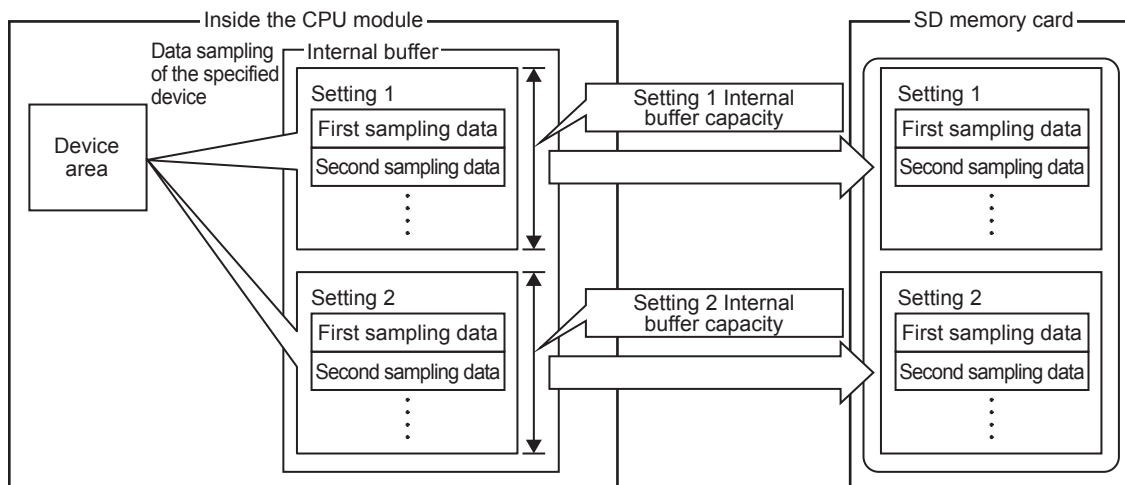 Inside the CPU module
SD memory card
Data sampling
of the specified
device
Internal buffer
Device
area
Setting 1
First sampling data
Second sampling data
Setting 1 Internal
buffer capacity
Setting 1
First sampling data
Second sampling data
Setting 2
First sampling data
Second sampling data
Setting 2 Internal
buffer capacity
Setting 2
First sampling data
Second sampling data